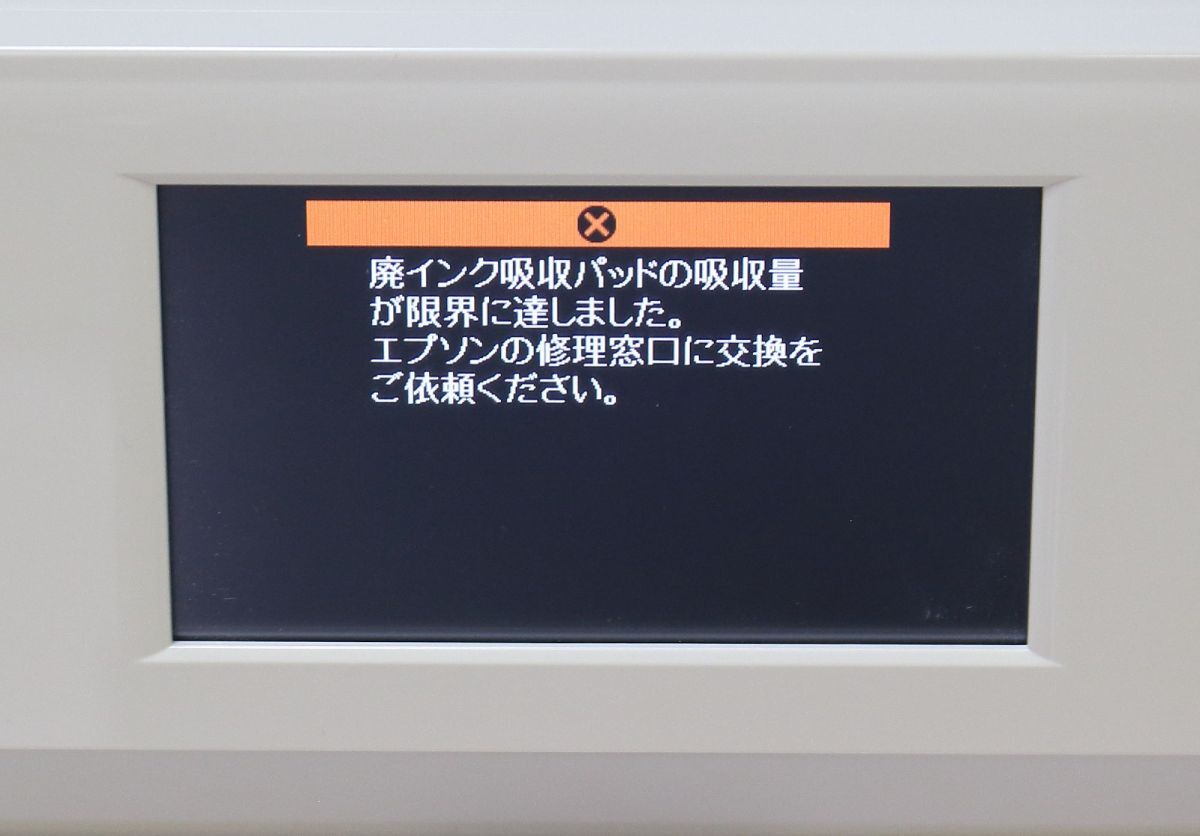 廃インク吸収パッドの吸収量
が限界に達しました。
エプソンの修理窓口に交換を
ご依頼ください。